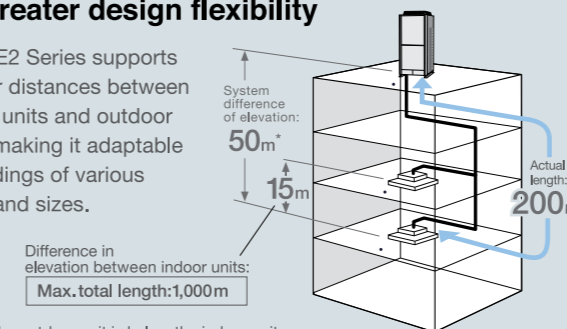 reater design flexibility
E2 Series supports
r distances between
units and outdoor
making it adaptable
dings of various
and sizes.
System
difference
of elevation:
50m*
15m
Actual
length:
200
Difference in
elevation between indoor units:
Max. total length:1,000m